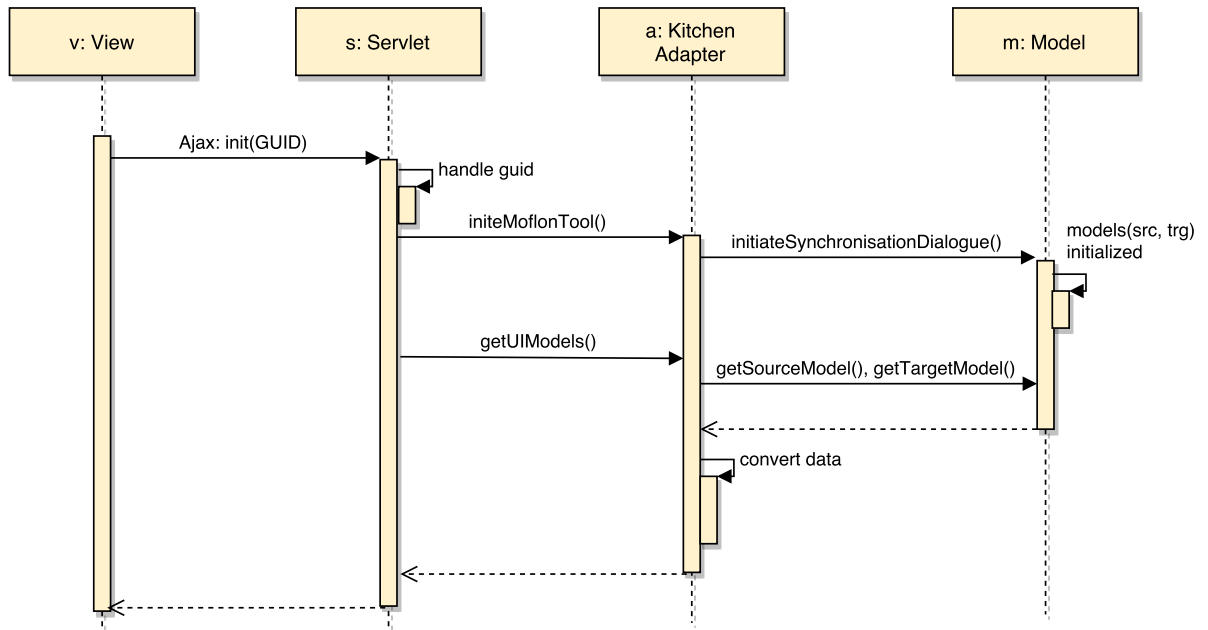 v: View
s: Servlet
a: Kitchen
Adapter
m: Model
Ajax: init(GUID)
handle guid
initeMoflonTool()
initiateSynchronisationDialogue()
models(src, trg)
initialized
getUIModels()
getSourceModel(), getTargetModel()
convert data